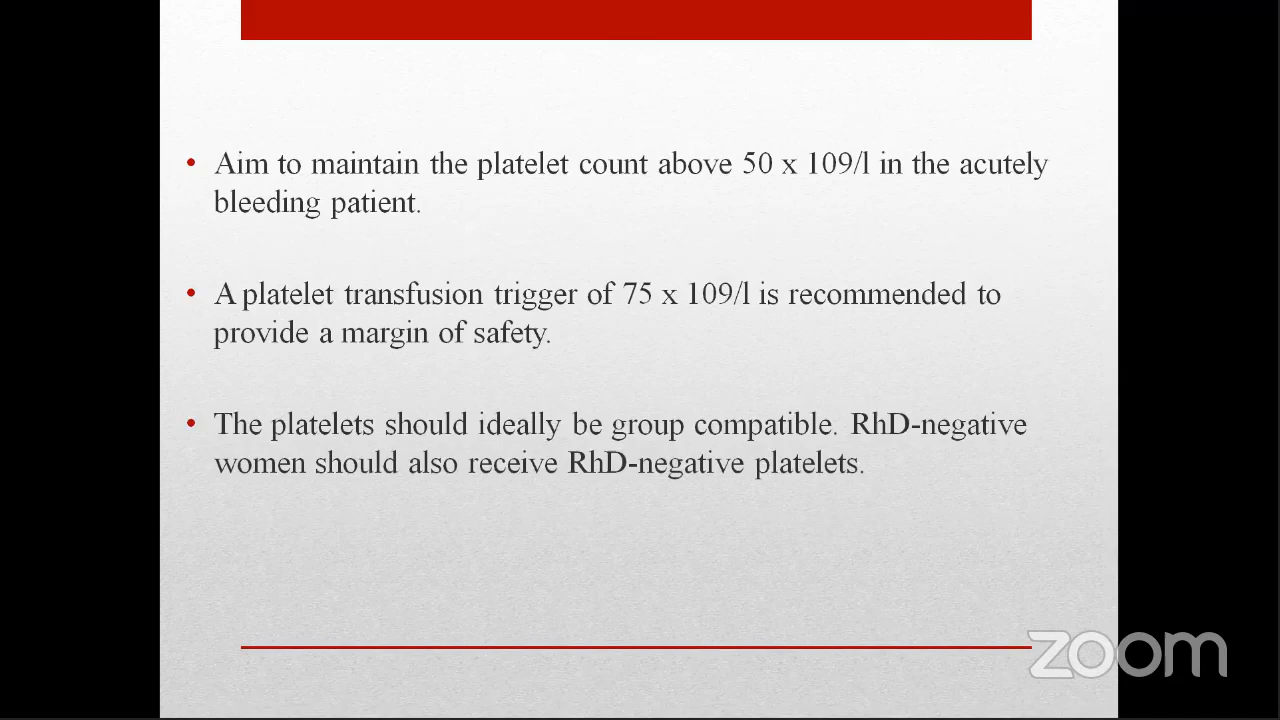 • Aim to maintain the platelet count above 50 x 109/l in the acutely
bleeding patient.
• A platelet transfusion trigger of 75 x 109/l is recommended to
provide a margin of safety.
• The platelets should ideally be group compatible. RhD-negative
women should also receive RhD-negative platelets.
zoom